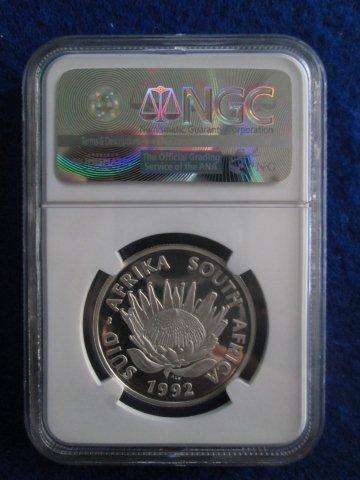 NGC
Numismatic Guaranty Corporation
The Official Grading
Service of the ANA
SUID-AFRIKA SOUTH AFRICA
1992